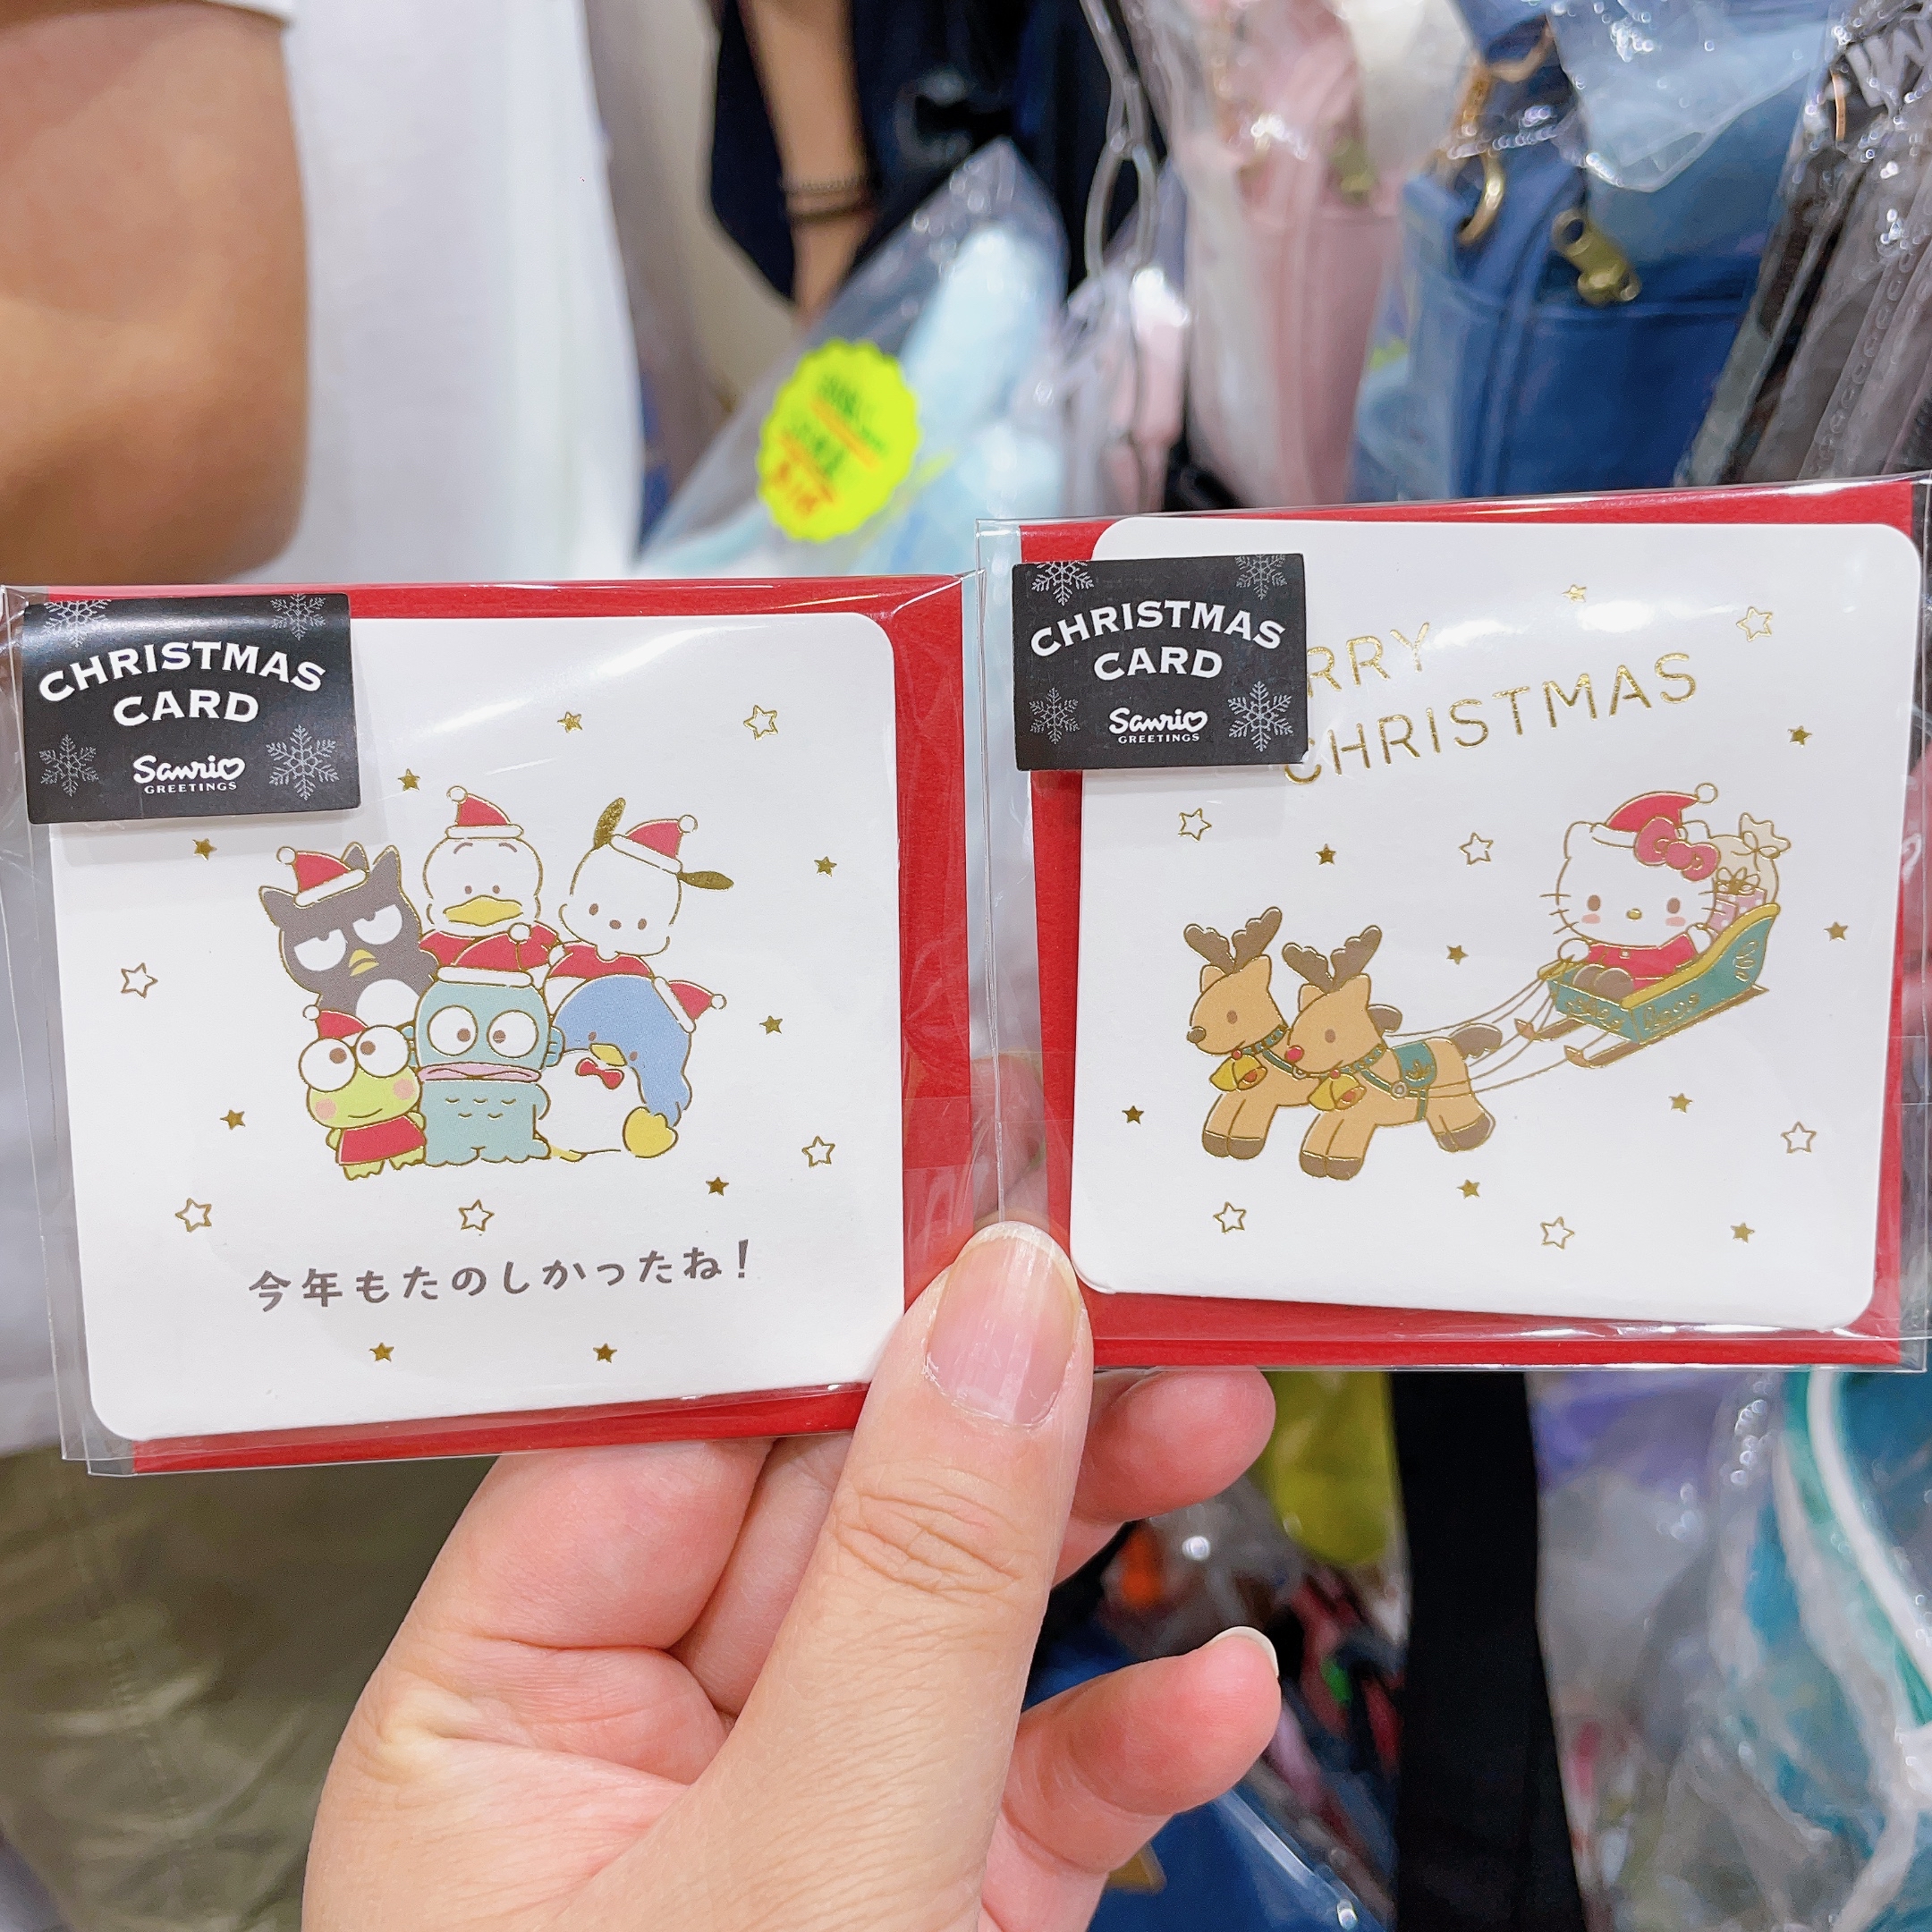 CHRISTMAS
CARD
Sanrio
GREETINGS
今年もたのしかったね!
CHRISTMAS
CARD
Sanrio
GREETINGS
RRY
CHRISTMAS